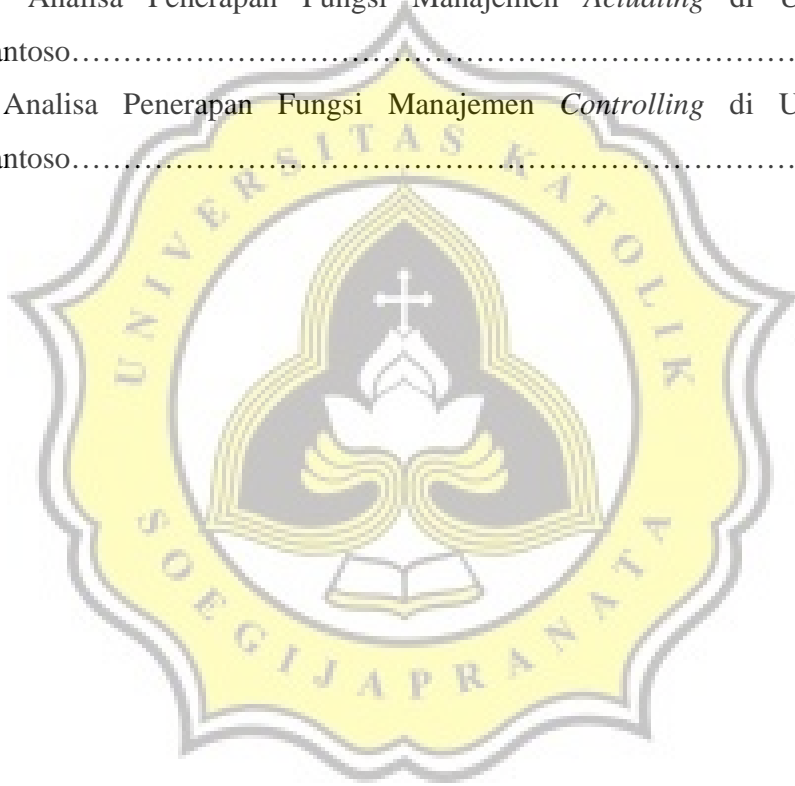 Analisa Penerapan Fungsi Manajemen Actuating di U
antoso……………………………………………………………………
Analisa Penerapan Fungsi Manajemen Controlling di U
antoso……………………………………………………………………
UNIVERSITAS KATOLIK
SOEGIJAPRANATA